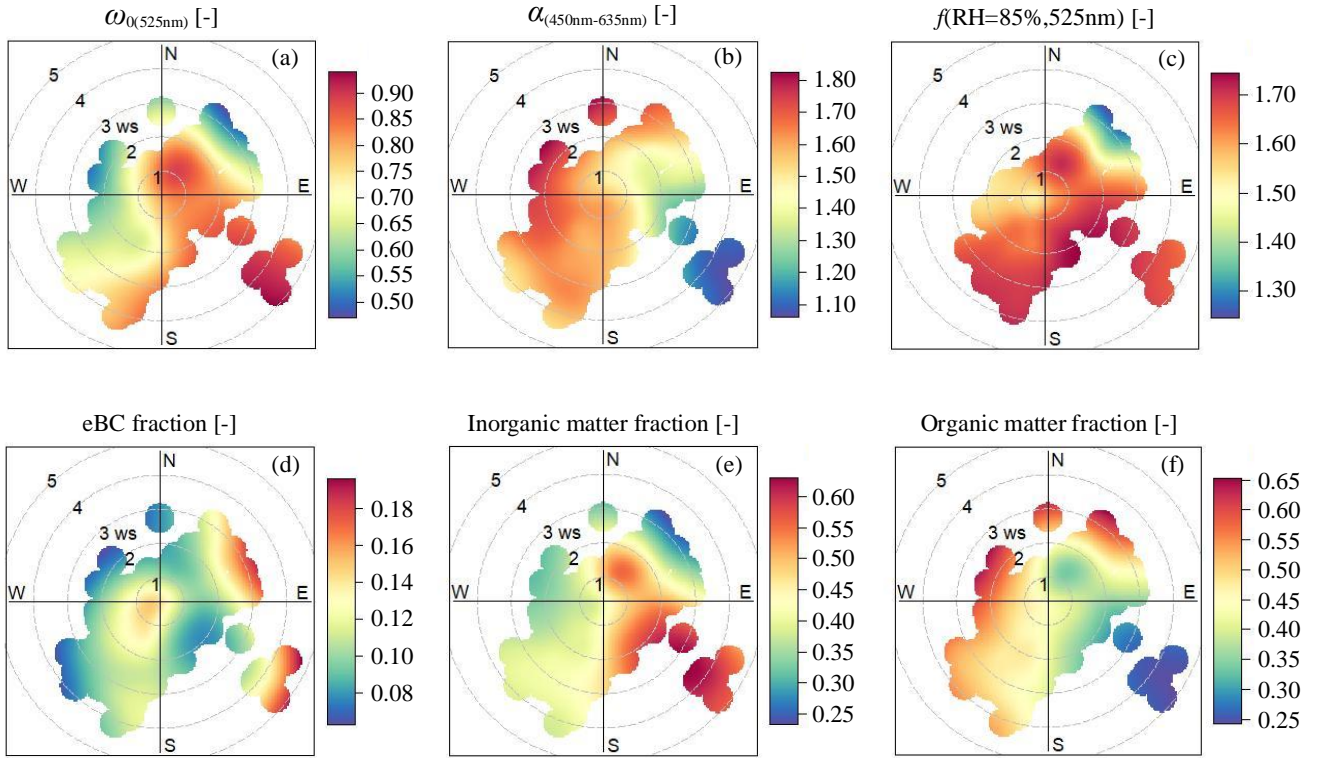 ω0(525nm) [-]
(a)
N
5
4
3 ws
2
1
W
E
S
0.90
0.85
0.80
0.75
0.70
0.65
0.60
0.55
0.50
α(450nm-635nm) [-]
(b)
N
5
4
3 ws
2
1
W
E
S
1.80
1.70
1.60
1.50
1.40
1.30
1.20
1.10
f(RH=85%,525nm) [-]
(c)
N
5
4
3 ws
2
1
W
E
S
1.70
1.60
1.50
1.40
1.30
eBC fraction [-]
(d)
N
5
4
3 ws
2
1
W
E
S
0.18
0.16
0.14
0.12
0.10
0.08
Inorganic matter fraction [-]
(e)
N
5
4
3 ws
2
1
W
E
S
0.60
0.55
0.50
0.45
0.40
0.35
0.30
0.25
Organic matter fraction [-]
(f)
N
5
4
3 ws
2
1
W
E
S
0.65
0.60
0.55
0.50
0.45
0.40
0.35
0.30
0.25